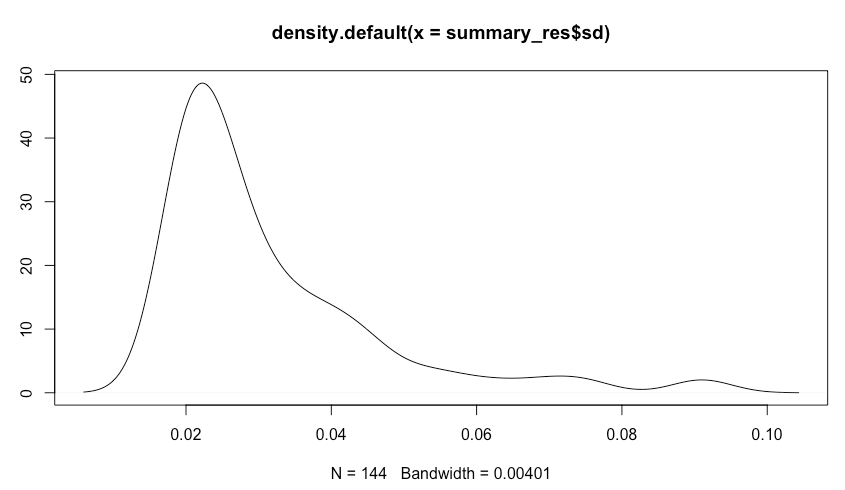 density.default(x = summary_res$sd)
50
40
30
20
10
0
0.02 0.04 0.06 0.08 0.10
N = 144 Bandwidth = 0.00401